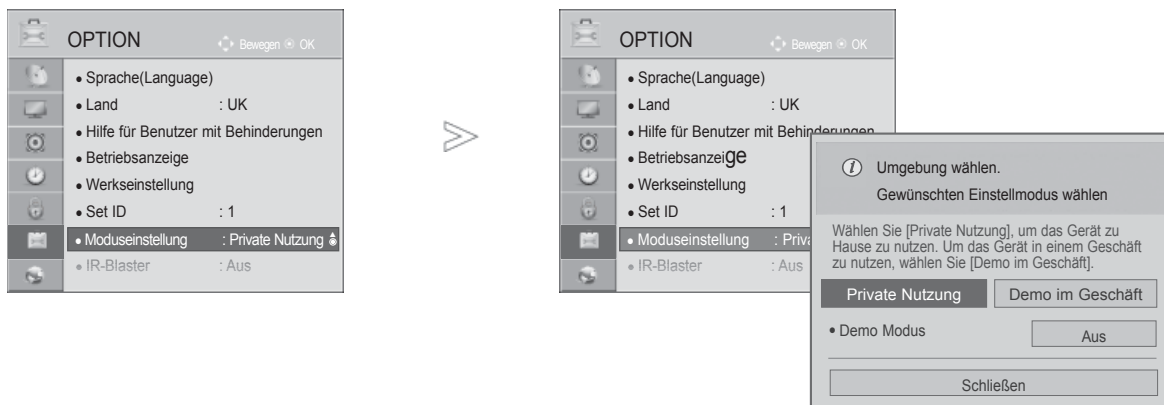 OPTION
Bewegen OK
• Sprache(Language)
• Land : UK
• Hilfe für Benutzer mit Behinderungen
• Betriebsanzeige
• Werkseinstellung
• Set ID : 1
• Moduseinstellung : Private Nutzung
• IR-Blaster : Aus
OPTION
Bewegen OK
• Sprache(Language)
• Land : UK
• Hilfe für Benutzer mit Behinderungen
• Betriebsanzeige
• Werkseinstellung
• Set ID : 1
• Moduseinstellung : Priva
• IR-Blaster : Aus
Umgebung wählen.
Gewünschten Einstellmodus wählen
Wählen Sie [Private Nutzung], um das Gerät zu
Hause zu nutzen. Um das Gerät in einem Geschäft
zu nutzen, wählen Sie [Demo im Geschäft].
Private Nutzung Demo im Geschäft
• Demo Modus Aus
Schließen